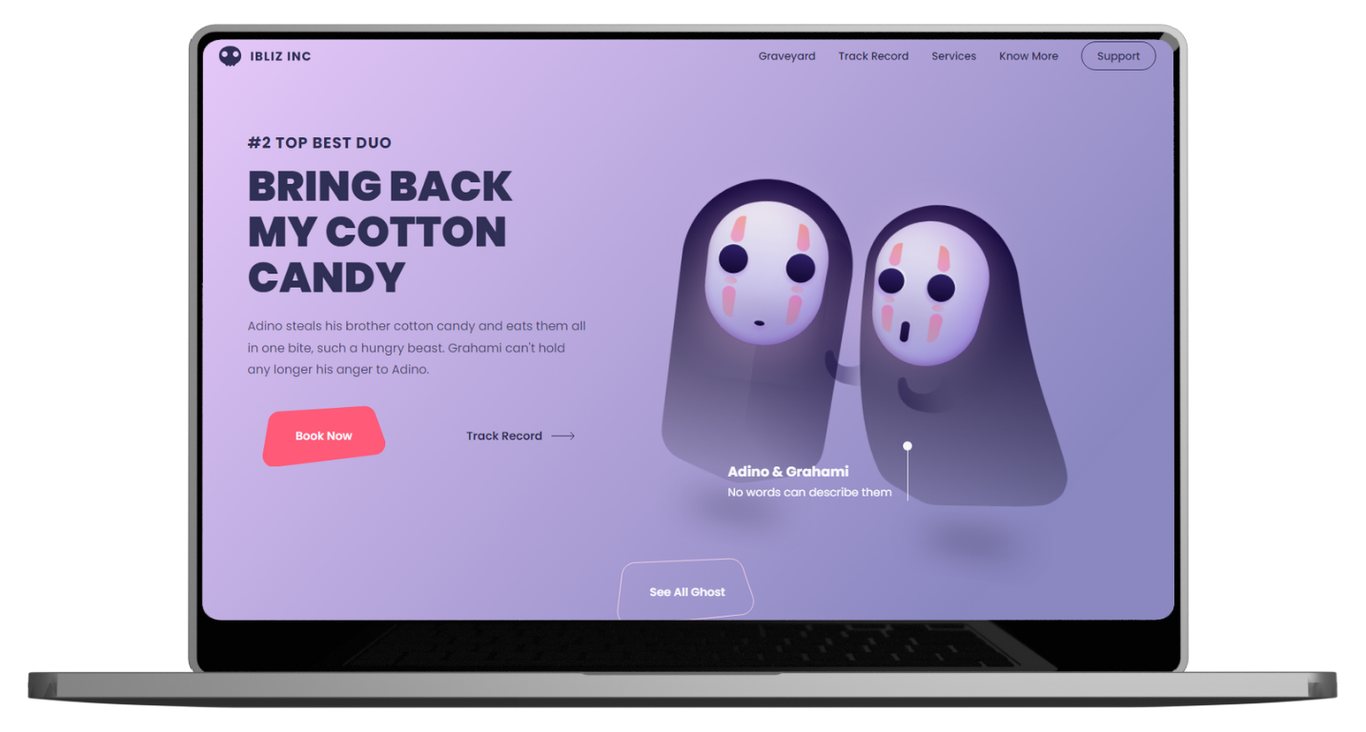 IBLIZ INC
Graveyard
Track Record
Services
Know More
Support
#2 TOP BEST DUO
BRING BACK
MY COTTON
CANDY
Adino steals his brother cotton candy and eats them all
in one bite, such a hungry beast. Grahami can't hold
any longer his anger to Adino.
Book Now
Track Record
Adino & Grahami
No words can describe them
See All Ghost